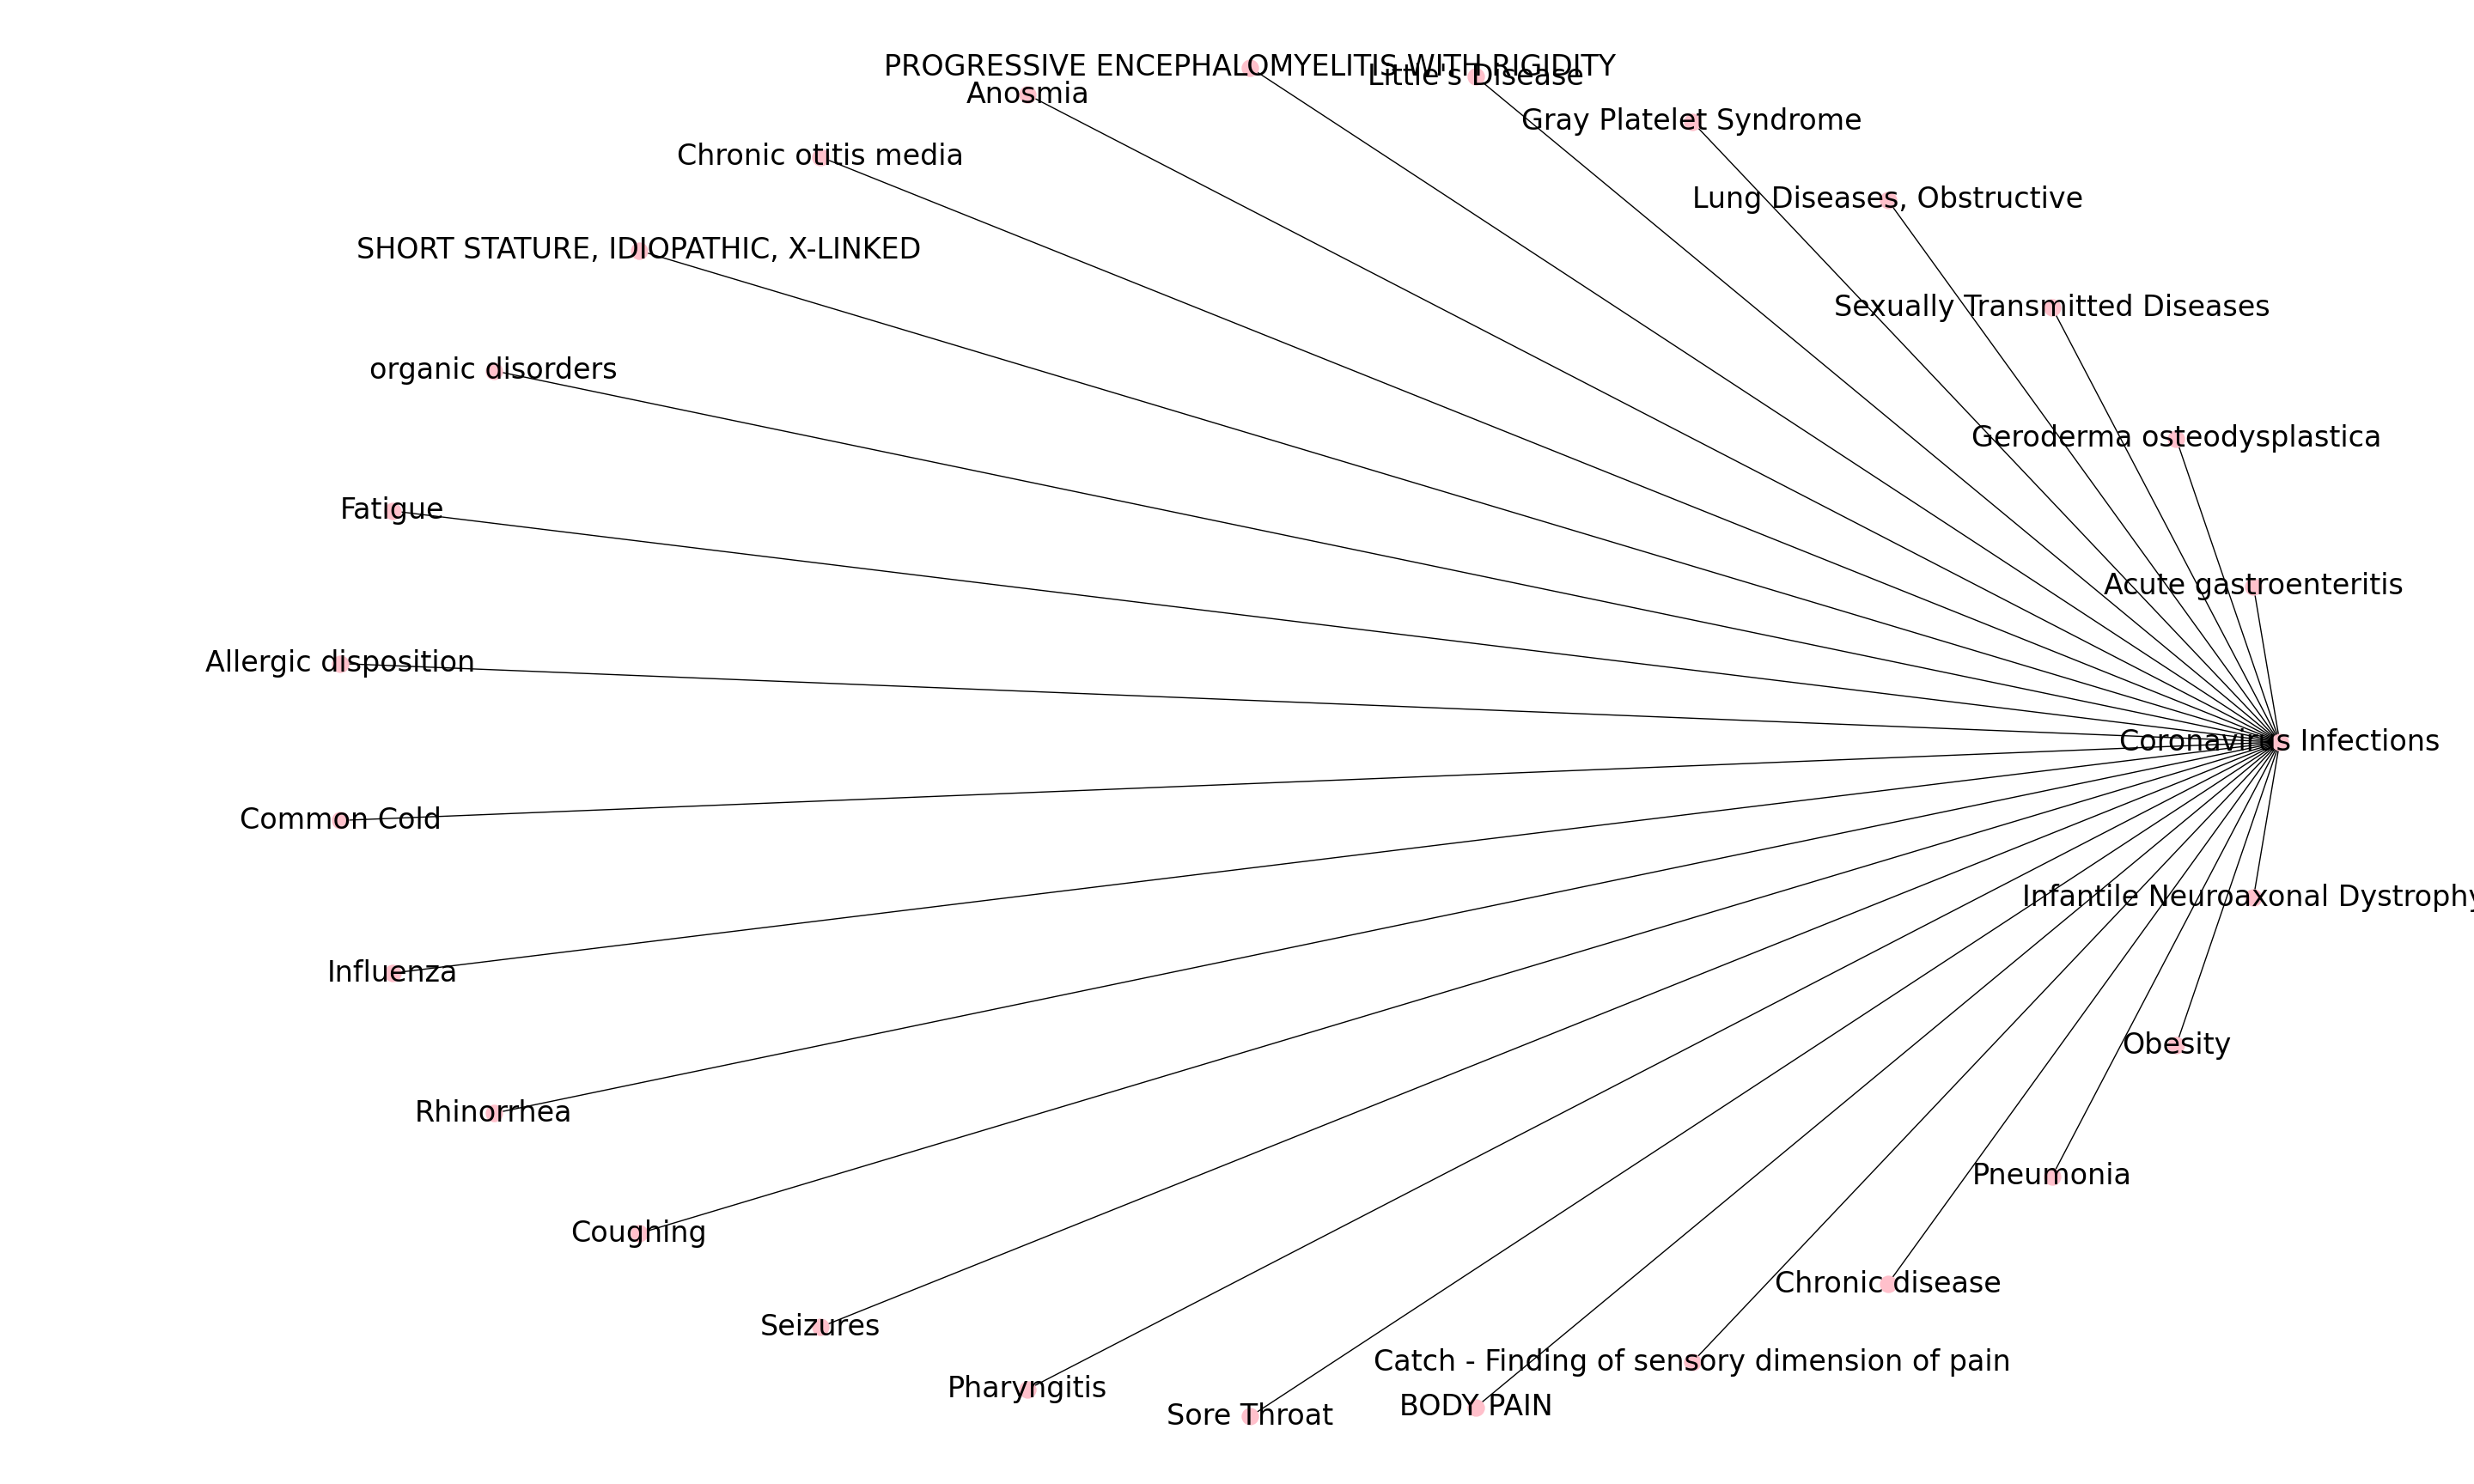 PROGRESSIVE ENCEPHALOMYELITIS WITH RIGIDITY
Little's Disease
Anosmia
Gray Platelet Syndrome
Chronic otitis media
Lung Diseases, Obstructive
SHORT STATURE, IDIOPATHIC, X-LINKED
Sexually Transmitted Diseases
organic disorders
Geroderma osteodysplastica
Fatigue
Acute gastroenteritis
Allergic disposition
Coronavirus Infections
Common Cold
Infantile Neuroaxonal Dystrophy
Influenza
Obesity
Rhinorrhea
Pneumonia
Coughing
Chronic disease
Seizures
Catch - Finding of sensory dimension of pain
Pharyngitis
BODY PAIN
Sore Throat